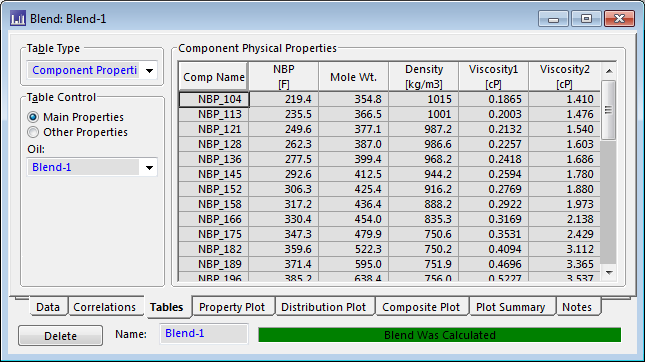 Blend: Blend-1
Table Type
Component Properti
Table Control
Main Properties
Other Properties
Oil:
Blend-1
Component Physical Properties
Comp Name NBP [F] Mole Wt. Density [kg/m3] Viscosity1 [cP] Viscosity2 [cP]
NBP_104 219.4 354.8 1015 0.1865 1.410
NBP_113 235.5 366.5 1001 0.2003 1.476
NBP_121 249.6 377.1 987.2 0.2132 1.540
NBP_128 262.3 387.0 986.6 0.2257 1.603
NBP_136 277.5 399.4 968.2 0.2418 1.686
NBP_145 292.6 412.5 944.2 0.2594 1.780
NBP_152 306.3 425.4 916.2 0.2769 1.880
NBP_158 317.2 436.4 888.2 0.2922 1.973
NBP_166 330.4 454.0 835.3 0.3169 2.138
NBP_175 347.3 479.9 750.6 0.3531 2.429
NBP_182 359.6 522.3 750.2 0.4094 3.112
NBP_189 371.4 595.0 751.9 0.4696 3.365
NBP_196 385.2 638.4 756.0 0.5227 3.537
Data Correlations Tables Property Plot Distribution Plot Composite Plot Plot Summary Notes
Delete Name: Blend-1 Blend Was Calculated